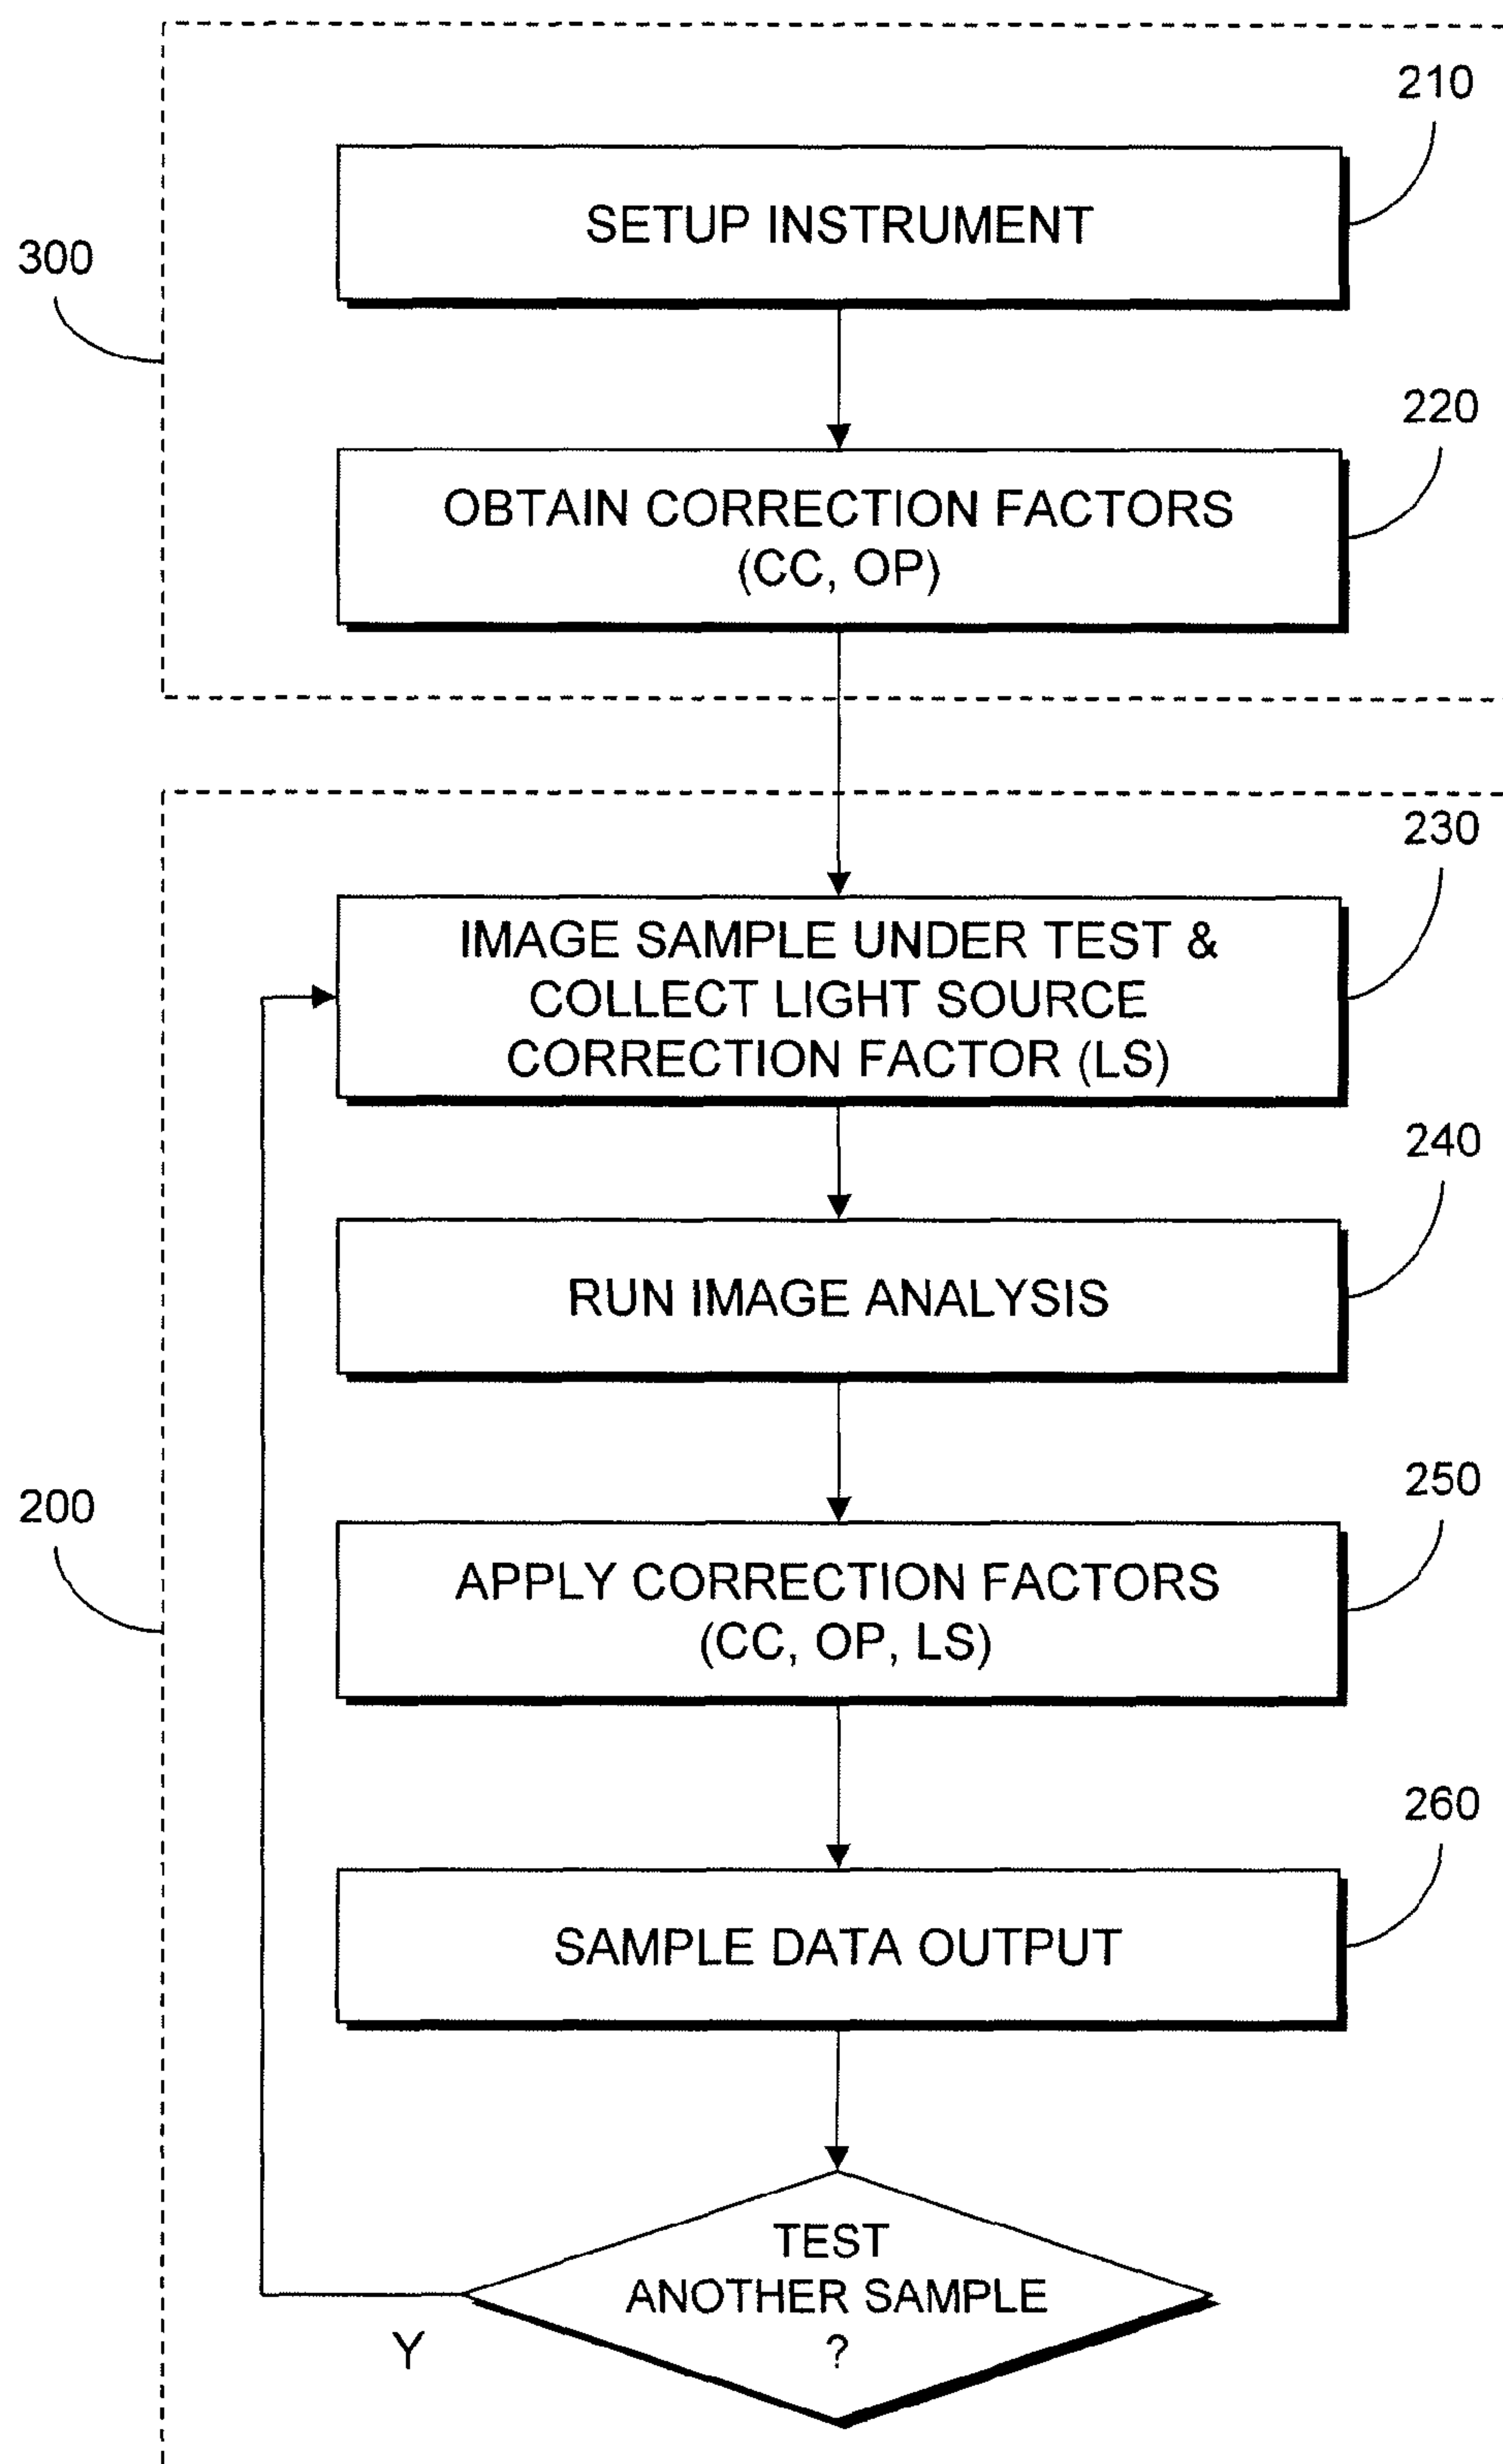 210
SETUP INSTRUMENT
300
220
OBTAIN CORRECTION FACTORS
(CC, OP)
230
IMAGE SAMPLE UNDER TEST &
COLLECT LIGHT SOURCE
CORRECTION FACTOR (LS)
240
RUN IMAGE ANALYSIS
200
250
APPLY CORRECTION FACTORS
(CC, OP, LS)
260
SAMPLE DATA OUTPUT
TEST
ANOTHER SAMPLE
?
Y